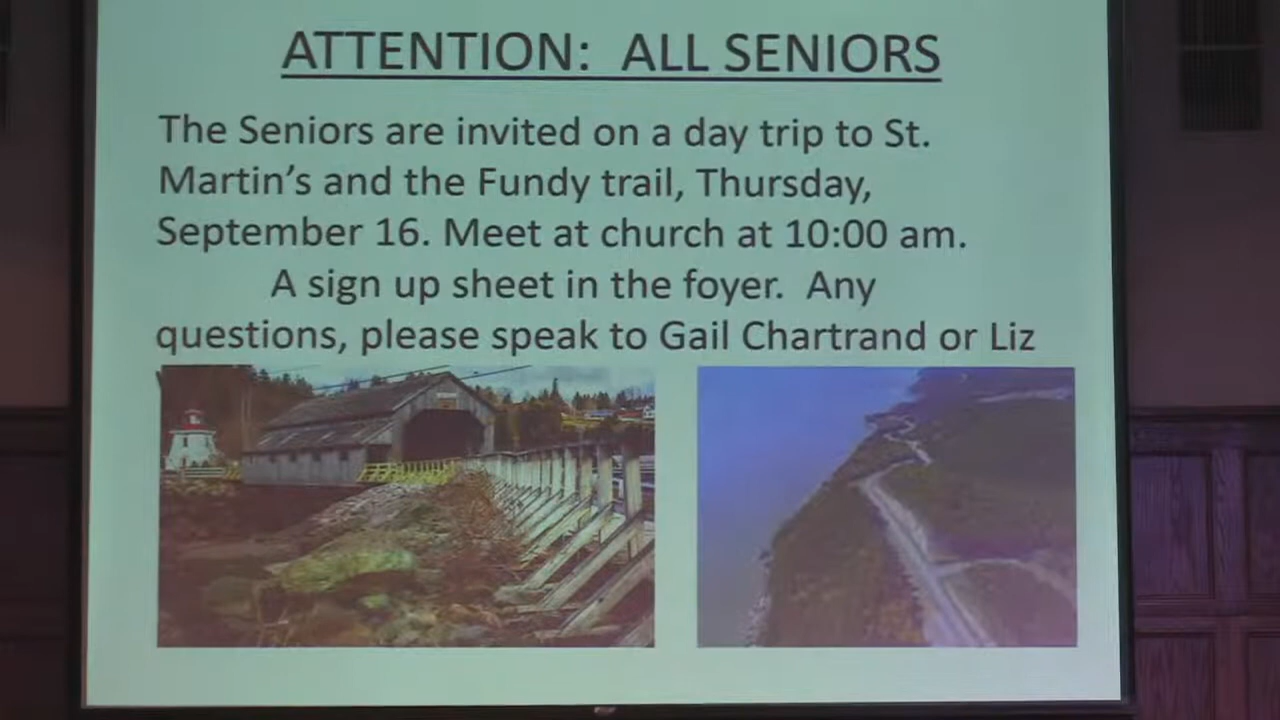 ATTENTION: ALL SENIORS
The Seniors are invited on a day trip to St.
Martin's and the Fundy trail, Thursday,
September 16. Meet at church at 10:00 am.
A sign up sheet in the foyer. Any
questions, please speak to Gail Chartrand or Liz